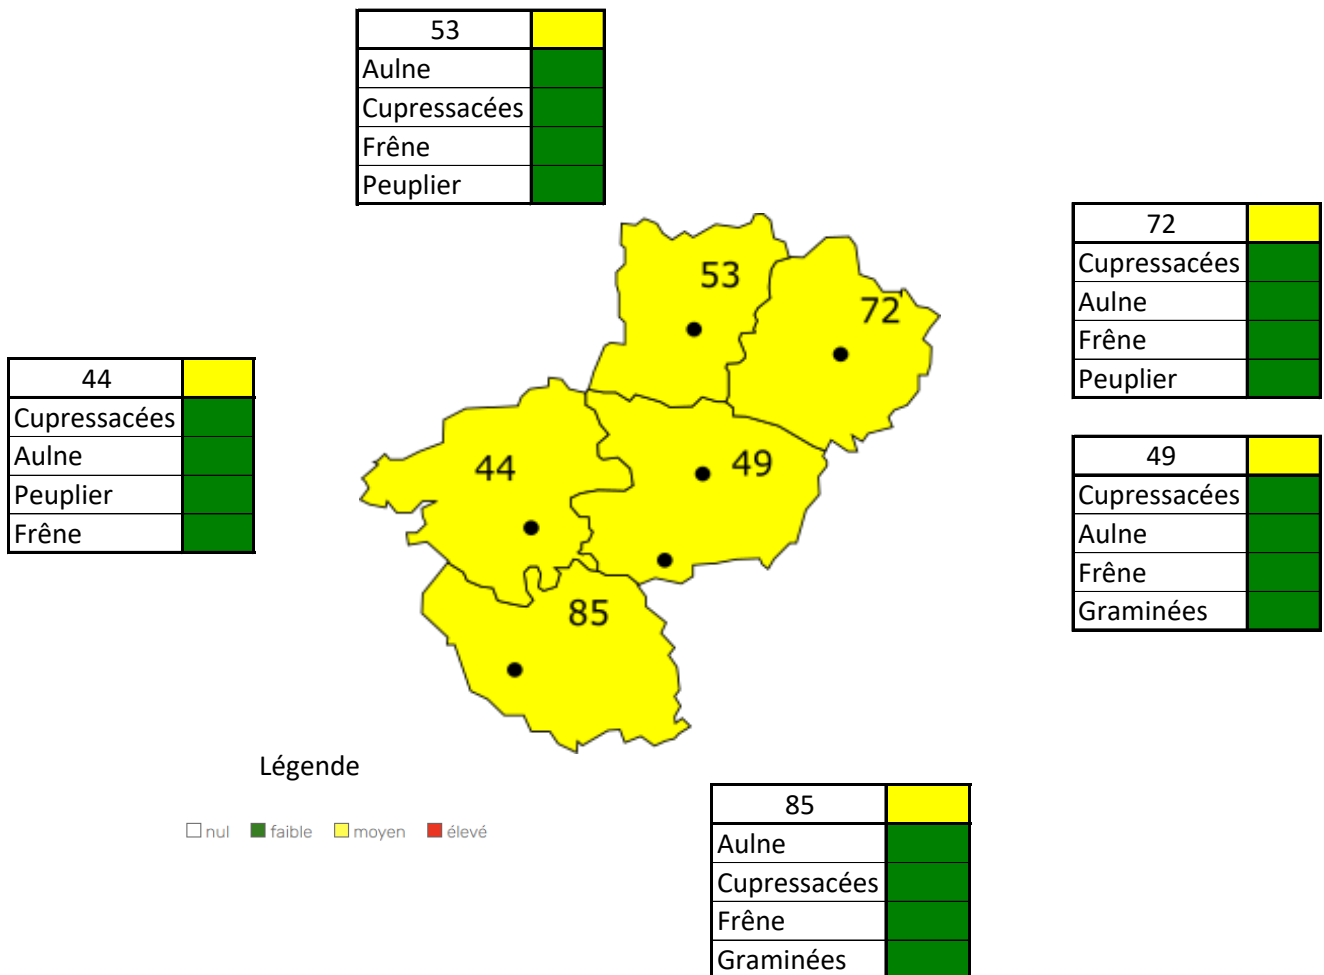 53
Aulne
Cupressacées
Frêne
Peuplier
53
72
72
Cupressacées
Aulne
Frêne
Peuplier
44
Cupressacées
Aulne
Peuplier
Frêne
44
49
49
Cupressacées
Aulne
Frêne
Graminées
85
Légende
nul faible moyen élevé
85
Aulne
Cupressacées
Frêne
Graminées